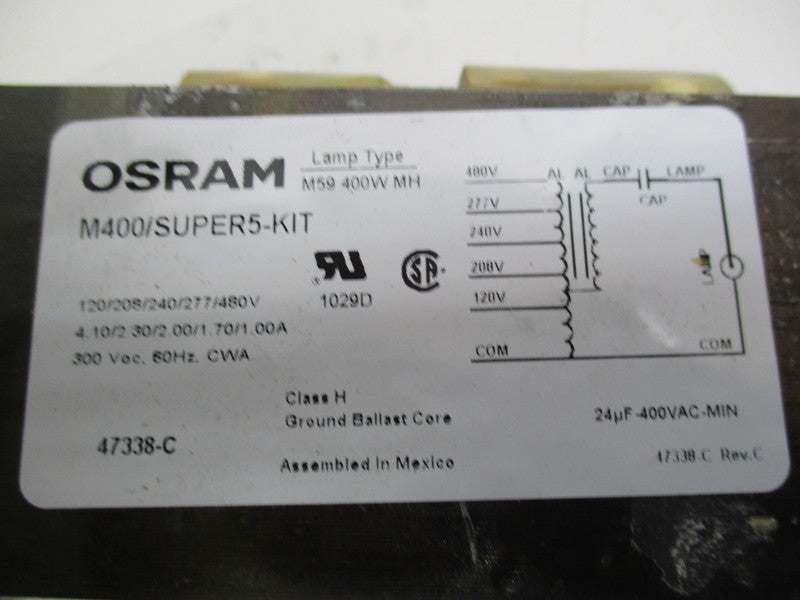 OSRAM
Lamp Type
M59 400W MH
M400/SUPER5-KIT
RU
1029D
SA
120/208/240/277/480V
4.10/2.30/2.00/1.70/1.00A
300 Voc, 60Hz, CWA
Class H
Ground Ballast Core
47338-C
Assembled In Mexico
480V
AL AL CAP LAMP
CAP
277V
240V
208V
LAMP
120V
COM
COM
24µF-400VAC-MIN
47338-C Rev.C